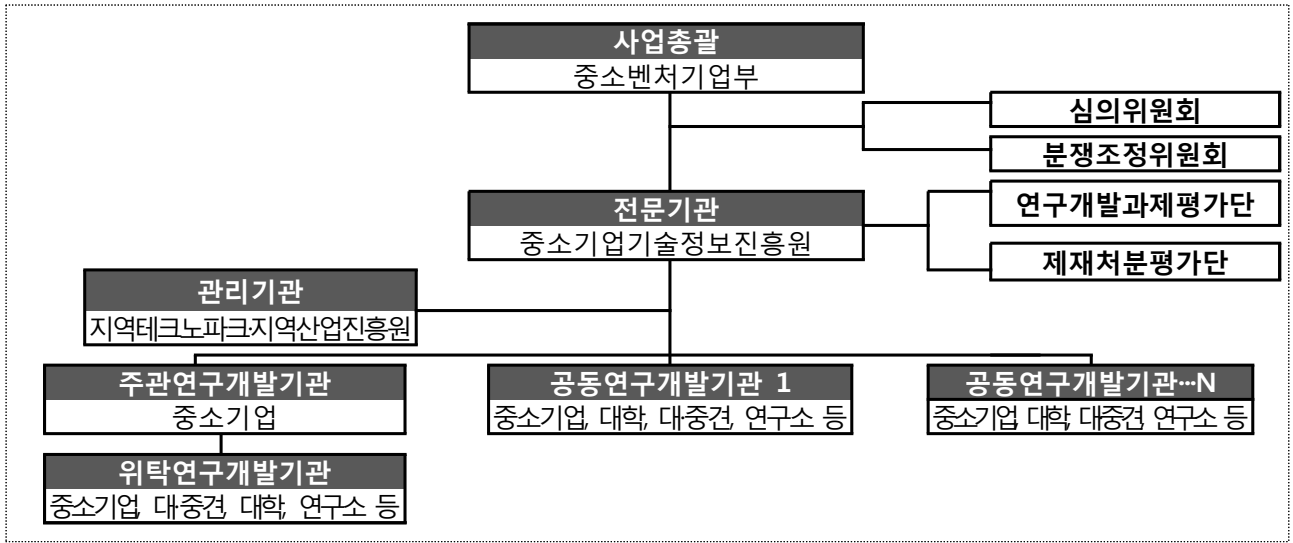 사업총괄
중소벤처기업부
심의위원회
분쟁조정위원회
전문기관
중소기업기술정보진흥원
연구개발과제평가단
제재처분평가단
관리기관
지역테크노파크·지역산업진흥원
주관연구개발기관
중소기업
공동연구개발기관 1
중소기업, 대학, 대·중견, 연구소 등
공동연구개발기관…N
중소기업, 대학, 대·중견, 연구소 등
위탁연구개발기관
중소기업, 대·중견, 대학, 연구소 등